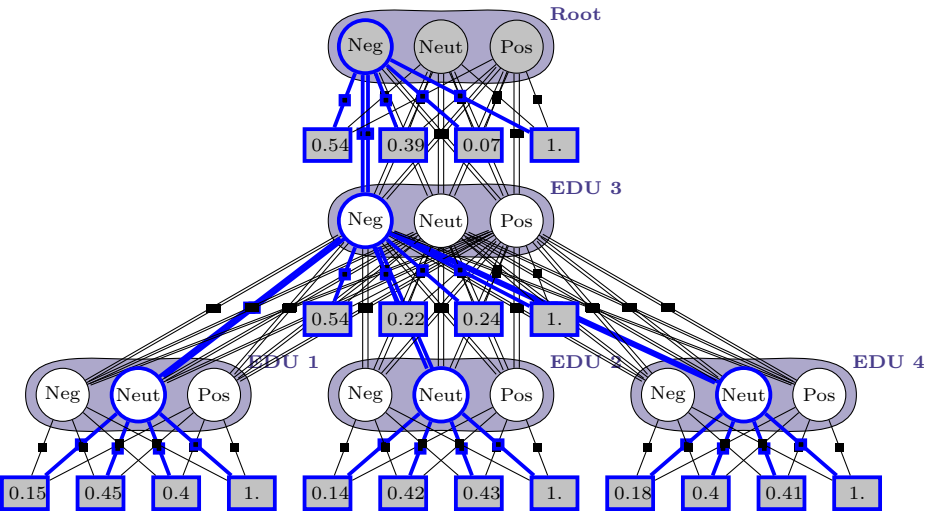 Root
Neg Neut Pos
0.54 0.39 0.07 1.
EDU 3
Neg Neut Pos
0.54 0.22 0.24 1.
EDU 1 EDU 2 EDU 4
Neg Neut Pos Neg Neut Pos Neg Neut Pos
0.15 0.45 0.4 1. 0.14 0.42 0.43 1. 0.18 0.4 0.41 1.